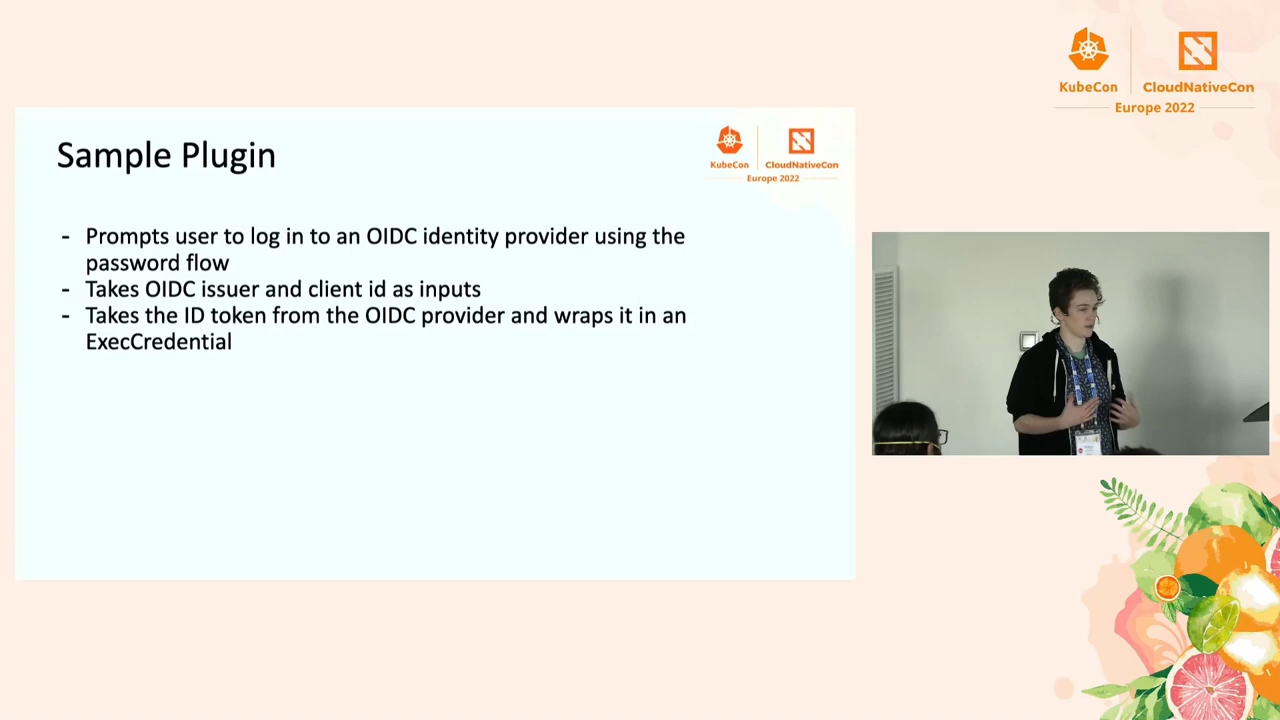 KubeCon
CloudNativeCon
Europe 2022
Sample Plugin
KubeCon
CloudNativeCon
Europe 2022
- Prompts user to log in to an OIDC identity provider using the
password flow
- Takes OIDC issuer and client id as inputs
- Takes the ID token from the OIDC provider and wraps it in an
ExecCredential